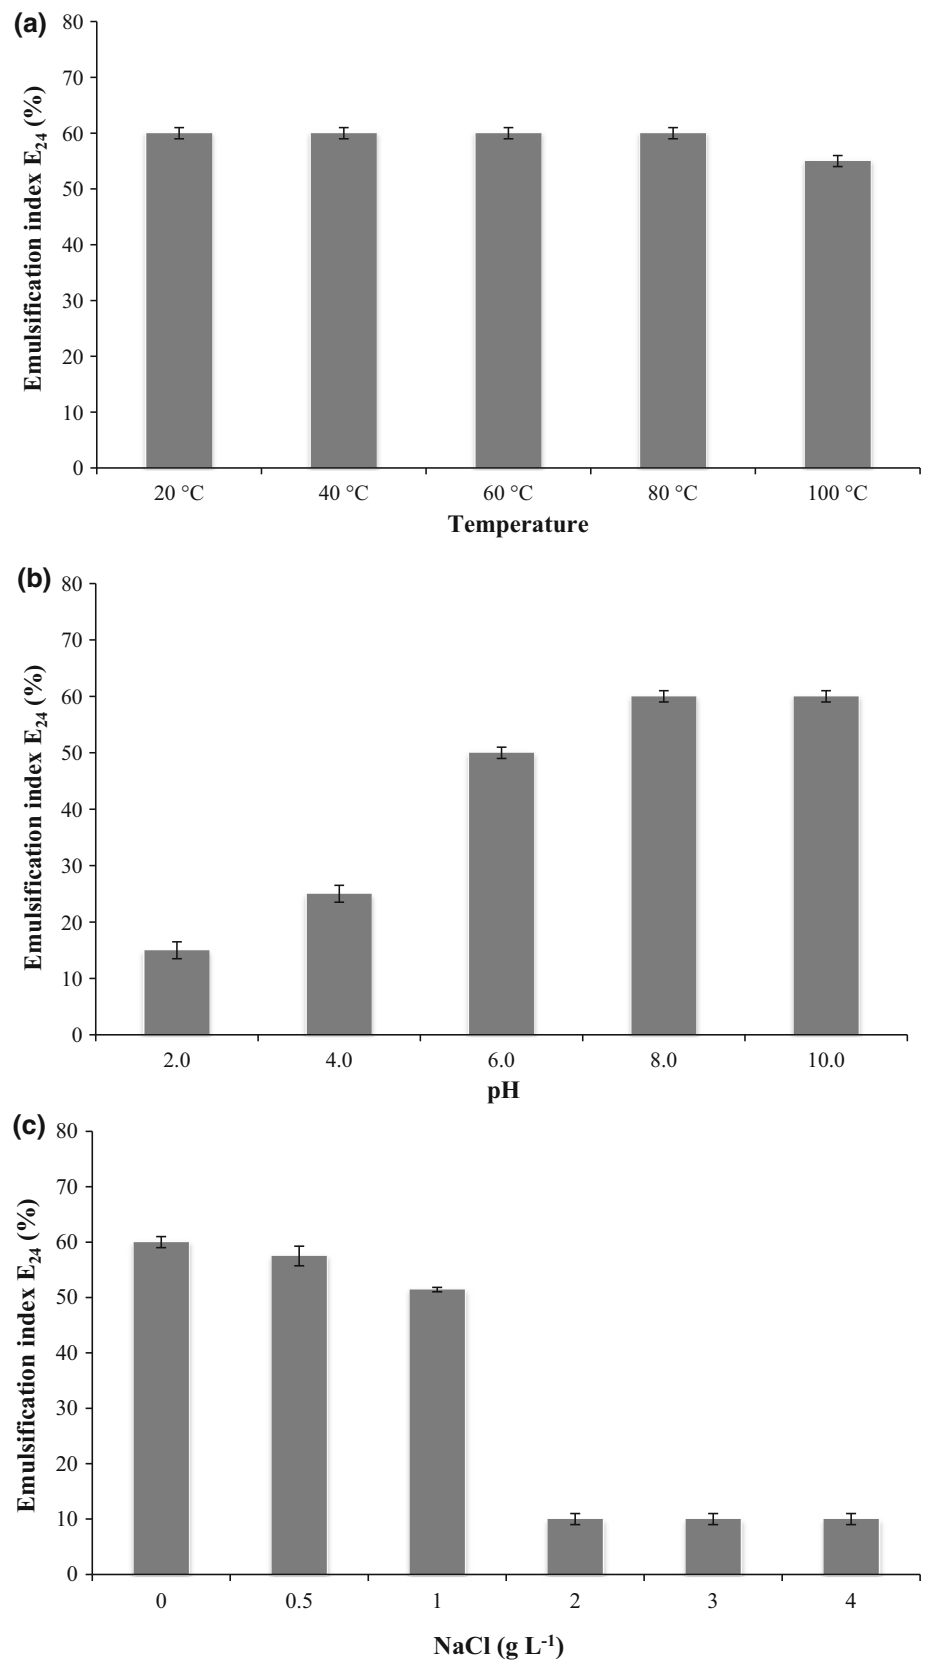 (a)
Emulsification index E24 (%)
80
70
60
50
40
30
20
10
0
20 °C 40 °C 60 °C 80 °C 100 °C
Temperature
(b)
Emulsification index E24 (%)
80
70
60
50
40
30
20
10
0
2.0 4.0 6.0 8.0 10.0
pH
(c)
Emulsification index E24 (%)
80
70
60
50
40
30
20
10
0
0 0.5 1 2 3 4
NaCl (g L-1)